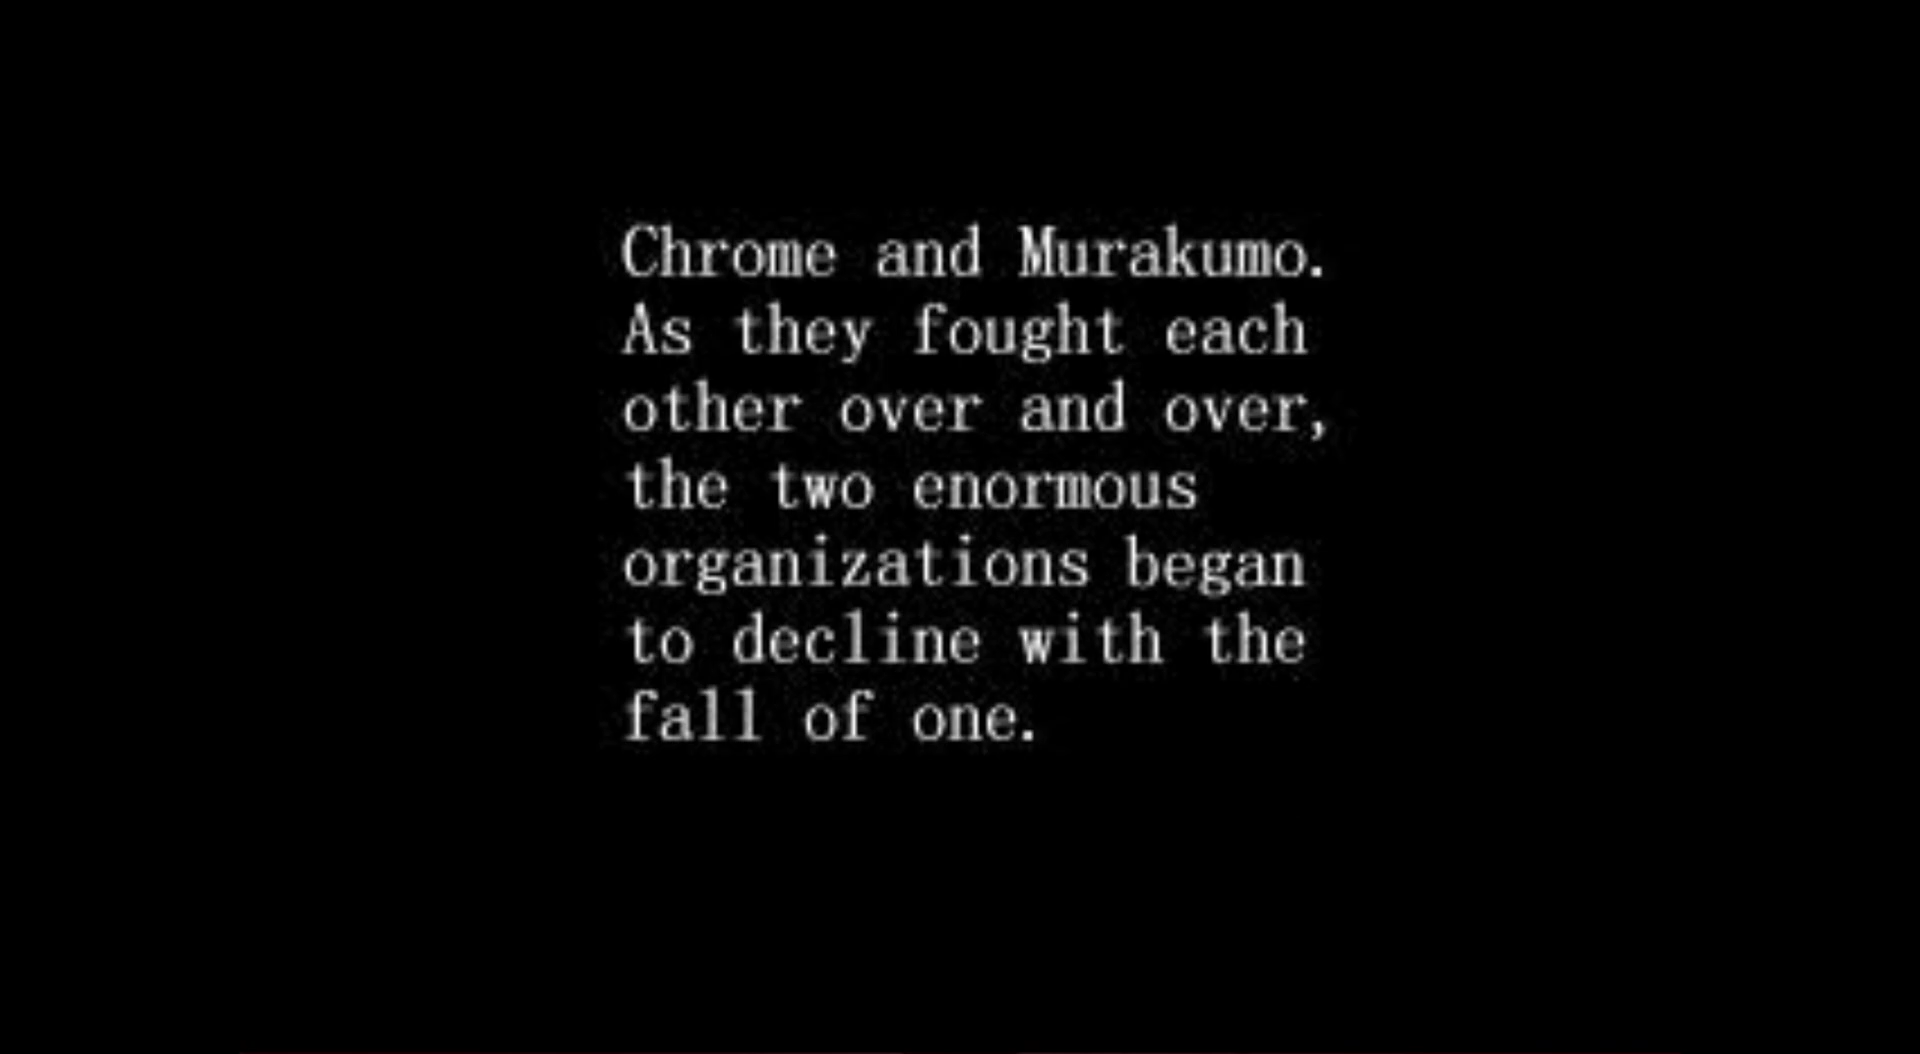 Chrome and Murakumo.
As they fought each
other over and over,
the two enormous
organizations began
to decline with the
fall of one.